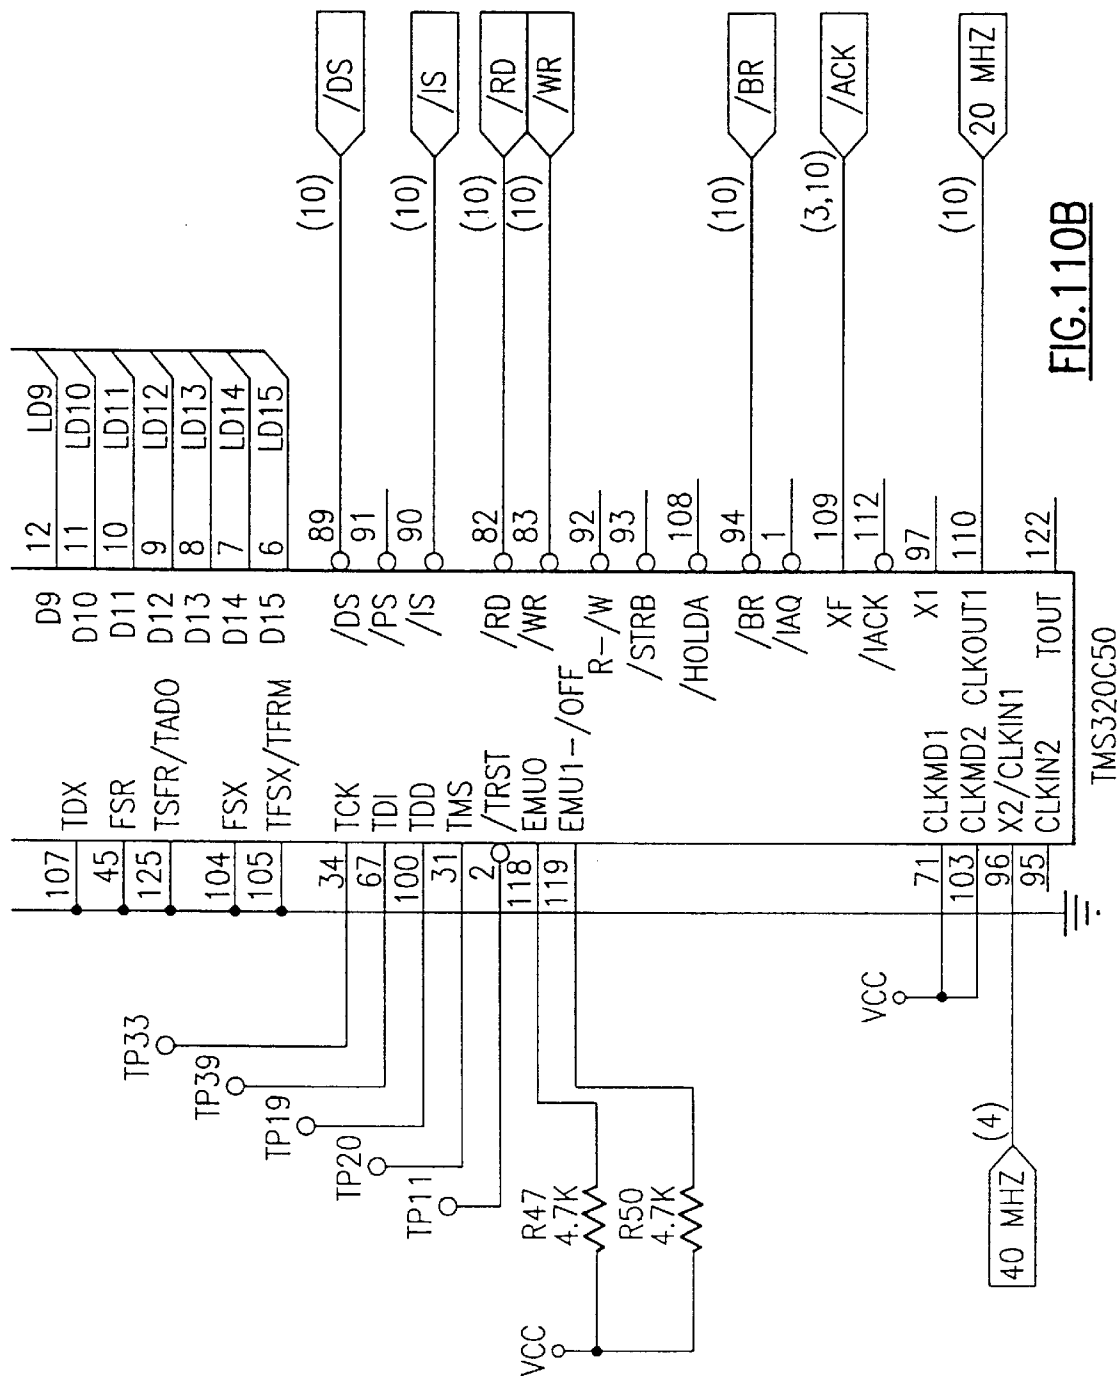 12 LD9
11 LD10
10 LD11
9 LD12
8 LD13
7 LD14
6 LD15
D9
D10
D11
D12
D13
D14
D15
89 (10) /DS
91
90 (10) /IS
82 (10) /RD
83 (10) /WR
92
93
108
94 (10) /BR
1
109 (3,10) /ACK
112
97
110 (10) 20 MHZ
122
/DS
/PS
/IS
/RD
/WR
R-/W
/STRB
/HOLDA
/BR
/IAQ
XF
/IACK
X1
CLKOUT1
TOUT
107 TDX
45 FSR
125 TSFR/TADO
104 FSX
105 TFSX/TFRM
TP33 34 TCK
TP39 67 TDI
TP19 100 TDD
TP20 31 TMS
TP11 2 /TRST
118 EMU0
119 EMU1-/OFF
R47
4.7K
R50
4.7K
VCC
VCC
71 CLKMD1
103 CLKMD2
40 MHZ (4) 96 X2/CLKIN1
95 CLKIN2
TMS320C50
FIG.110B